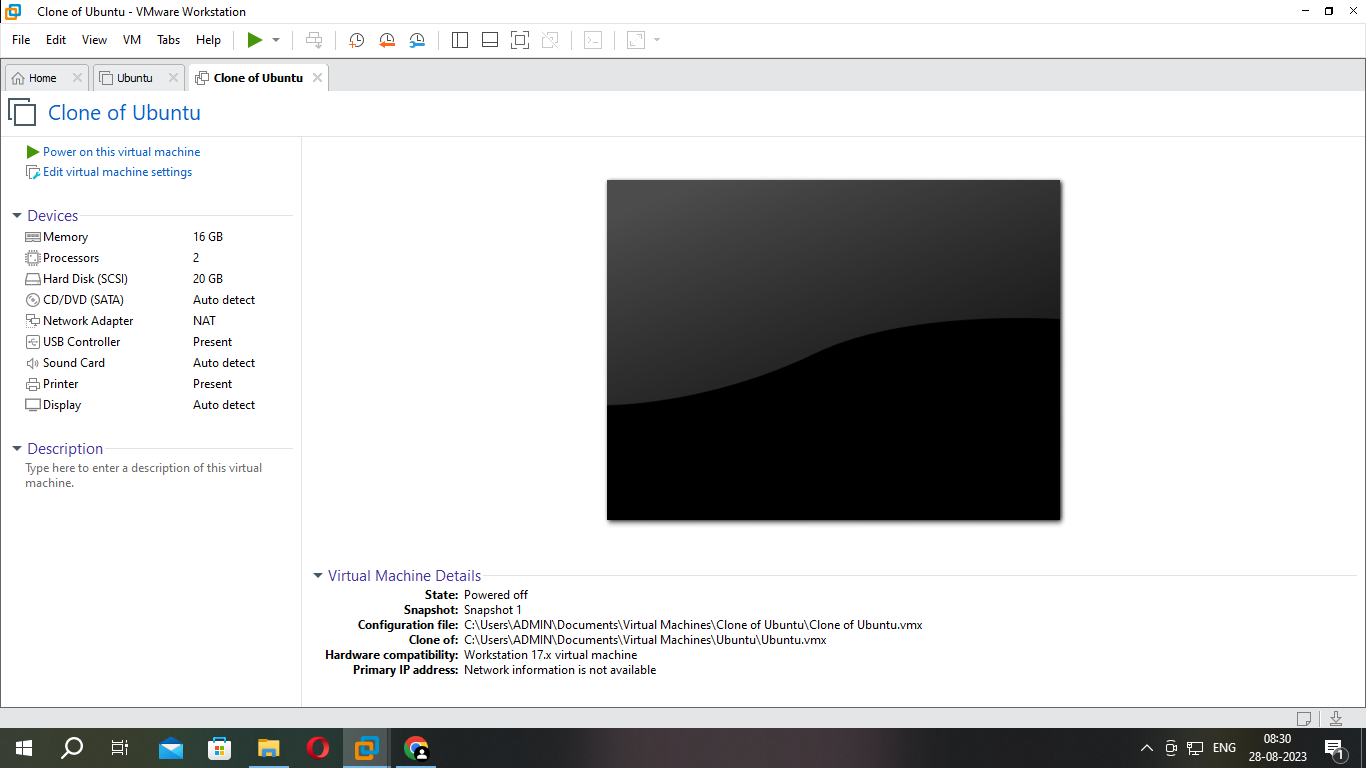 Clone of Ubuntu - VMware Workstation
File Edit View VM Tabs Help
Home Ubuntu Clone of Ubuntu
Clone of Ubuntu
Power on this virtual machine
Edit virtual machine settings
Devices
Memory 16 GB
Processors 2
Hard Disk (SCSI) 20 GB
CD/DVD (SATA) Auto detect
Network Adapter NAT
USB Controller Present
Sound Card Auto detect
Printer Present
Display Auto detect
Description
Type here to enter a description of this virtual
machine.
Virtual Machine Details
State: Powered off
Snapshot: Snapshot 1
Configuration file: C:\Users\ADMIN\Documents\Virtual Machines\Clone of Ubuntu\Clone of Ubuntu.vmx
Clone of: C:\Users\ADMIN\Documents\Virtual Machines\Ubuntu\Ubuntu.vmx
Hardware compatibility: Workstation 17.x virtual machine
Primary IP address: Network information is not available
ENG
08:30
28-08-2023
1